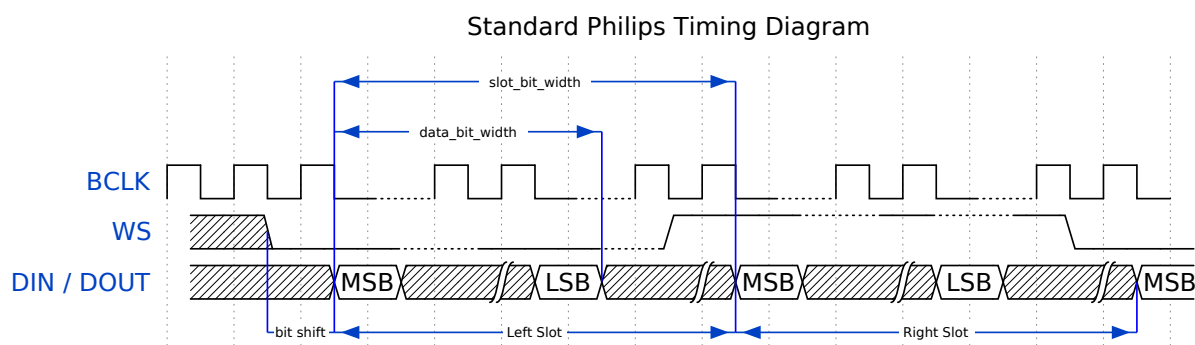 Standard Philips Timing Diagram
slot_bit_width
data_bit_width
BCLK
WS
DIN / DOUT
MSB
LSB
MSB
LSB
MSB
bit shift
Left Slot
Right Slot